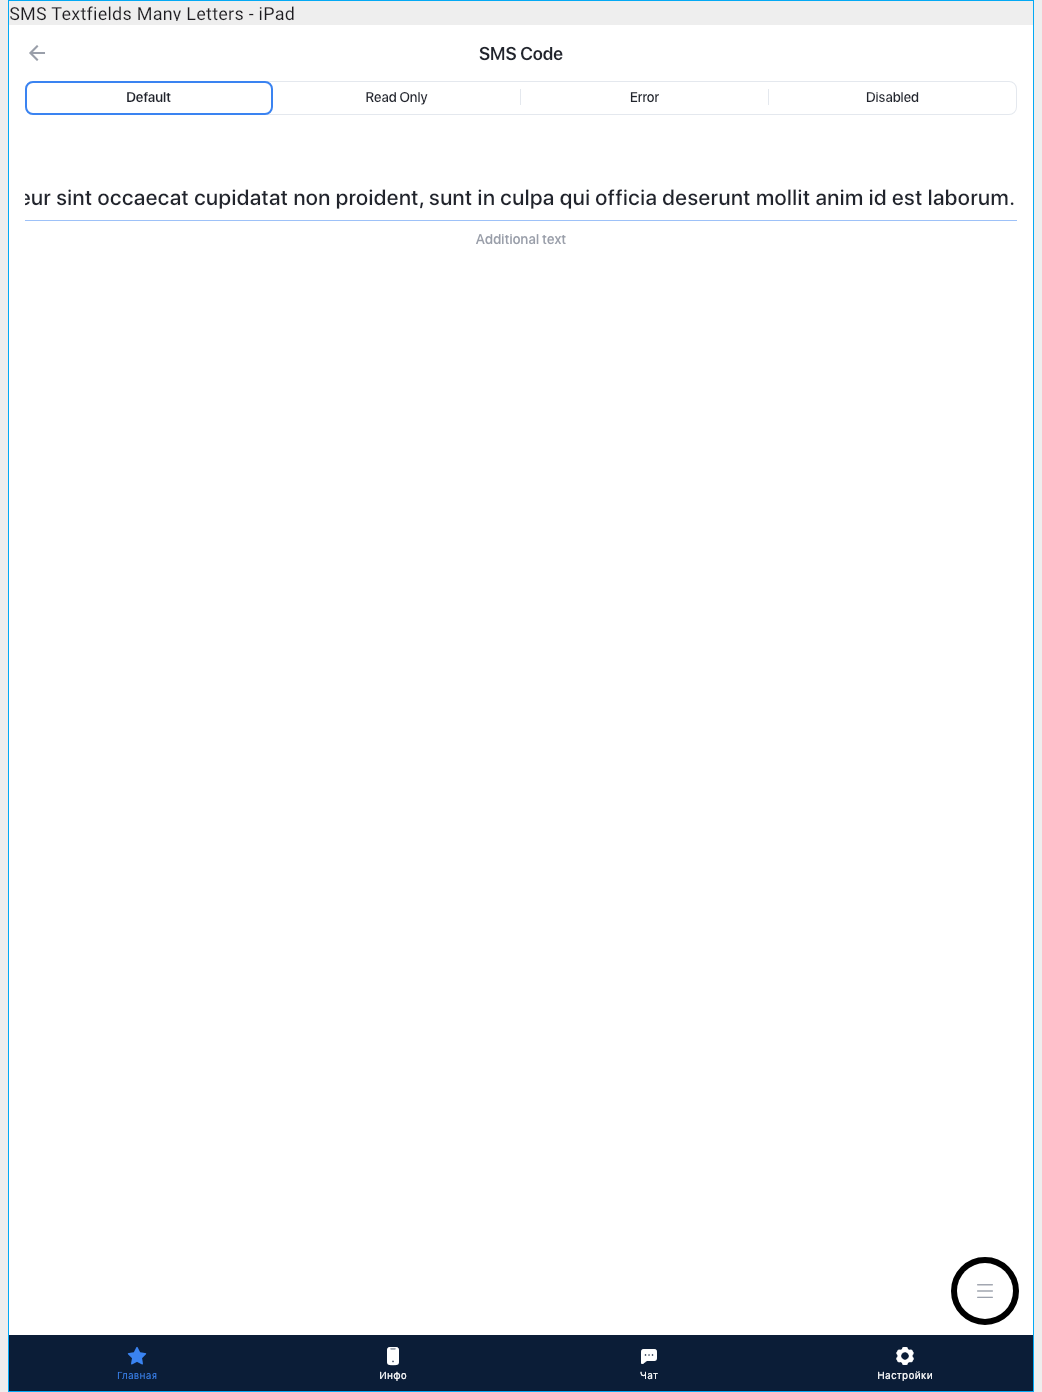 SMS Textfields Many Letters - iPad
SMS Code
Default Read Only Error Disabled
sint occaecat cupidatat non proident, sunt in culpa qui officia deserunt mollit anim id est laborum.
Additional text
Главная Инфо Чат Настройки